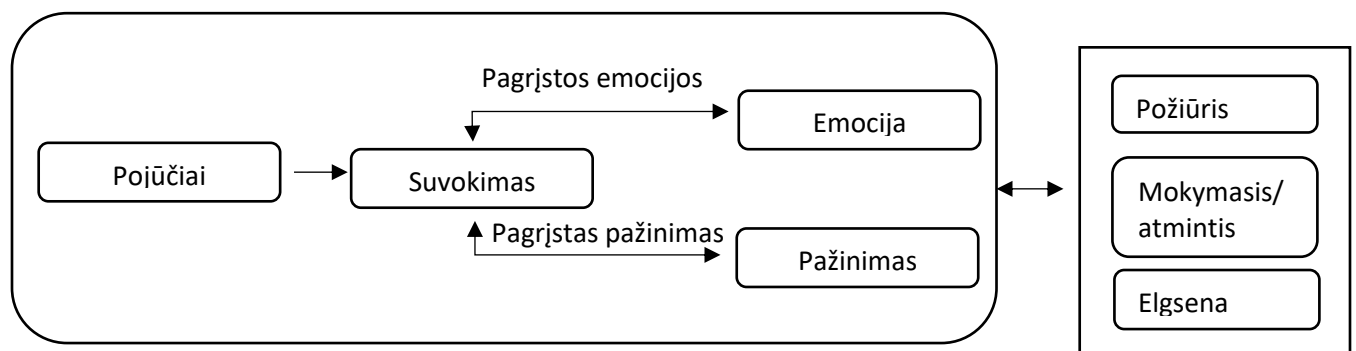 Pagrįstos emocijos
Emocija
Pojūčiai
Suvokimas
Pagrįstas pažinimas
Pažinimas
Požiūris
Mokymasis/
atmintis
Elgsena